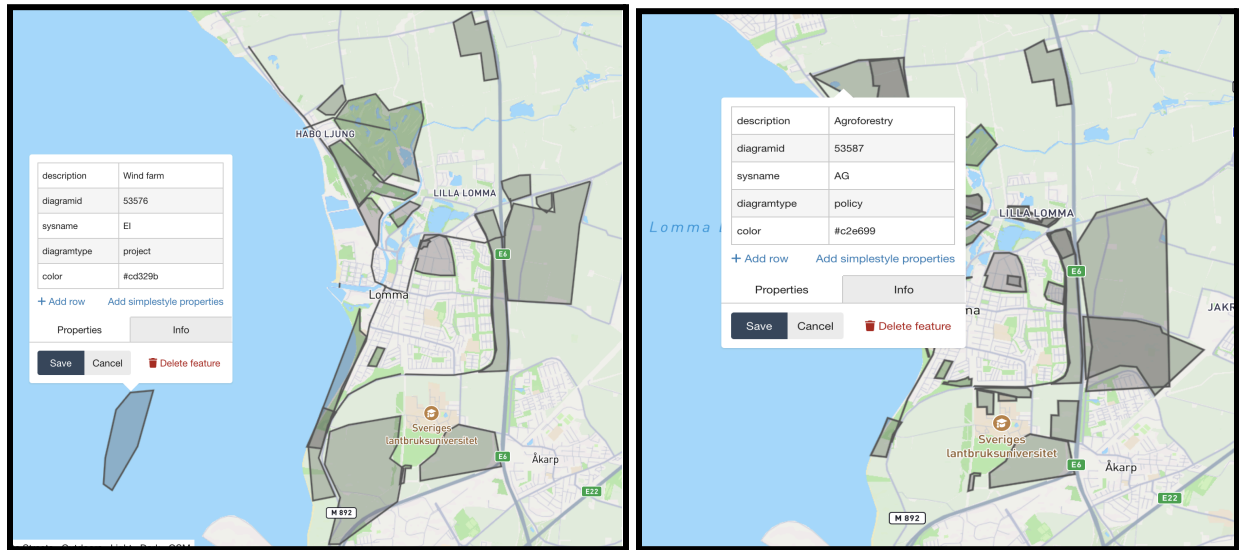 HABO LJUNG
description Wind farm
diagramid 53576
sysname EI
diagramtype project
color #cd329b
+ Add row Add simplestyle properties
Properties Info
Save Cancel Delete feature
LILLA LOMMA
E6
Lomma
Sveriges
lantbruksuniversitet
E6
Åkarp
E22
M 892
description Agroforestry
diagramid 53587
sysname AG
diagramtype policy
color #c2e699
+ Add row Add simplestyle properties
Properties Info
Save Cancel Delete feature
Lomma
LILLA LOMMA
E6
JAKR
ma
Sveriges
lantbruksuniversitet
E6
Åkarp
E22
M 892